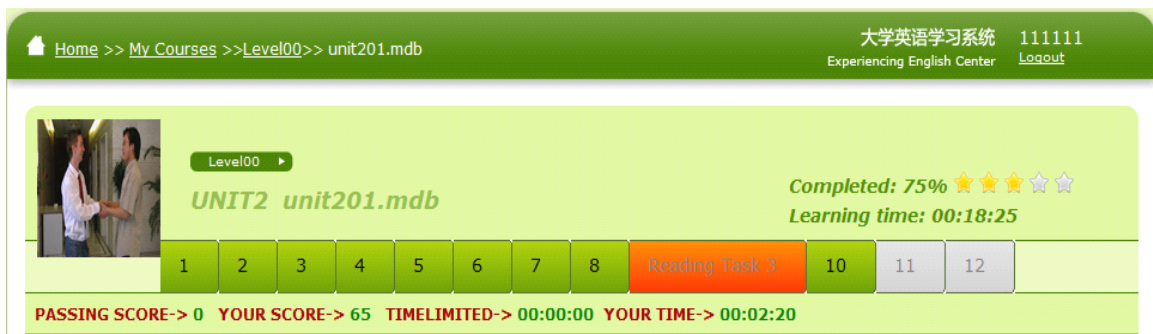 Home >> My Courses >>Level00>> unit201.mdb
大学英语学习系统 111111
Experiencing English Center Logout
Level00
UNIT2 unit201.mdb
Completed: 75%
Learning time: 00:18:25
1 2 3 4 5 6 7 8 Reading Task 3 10 11 12
PASSING SCORE-> 0 YOUR SCORE-> 65 TIMELIMITED-> 00:00:00 YOUR TIME-> 00:02:20